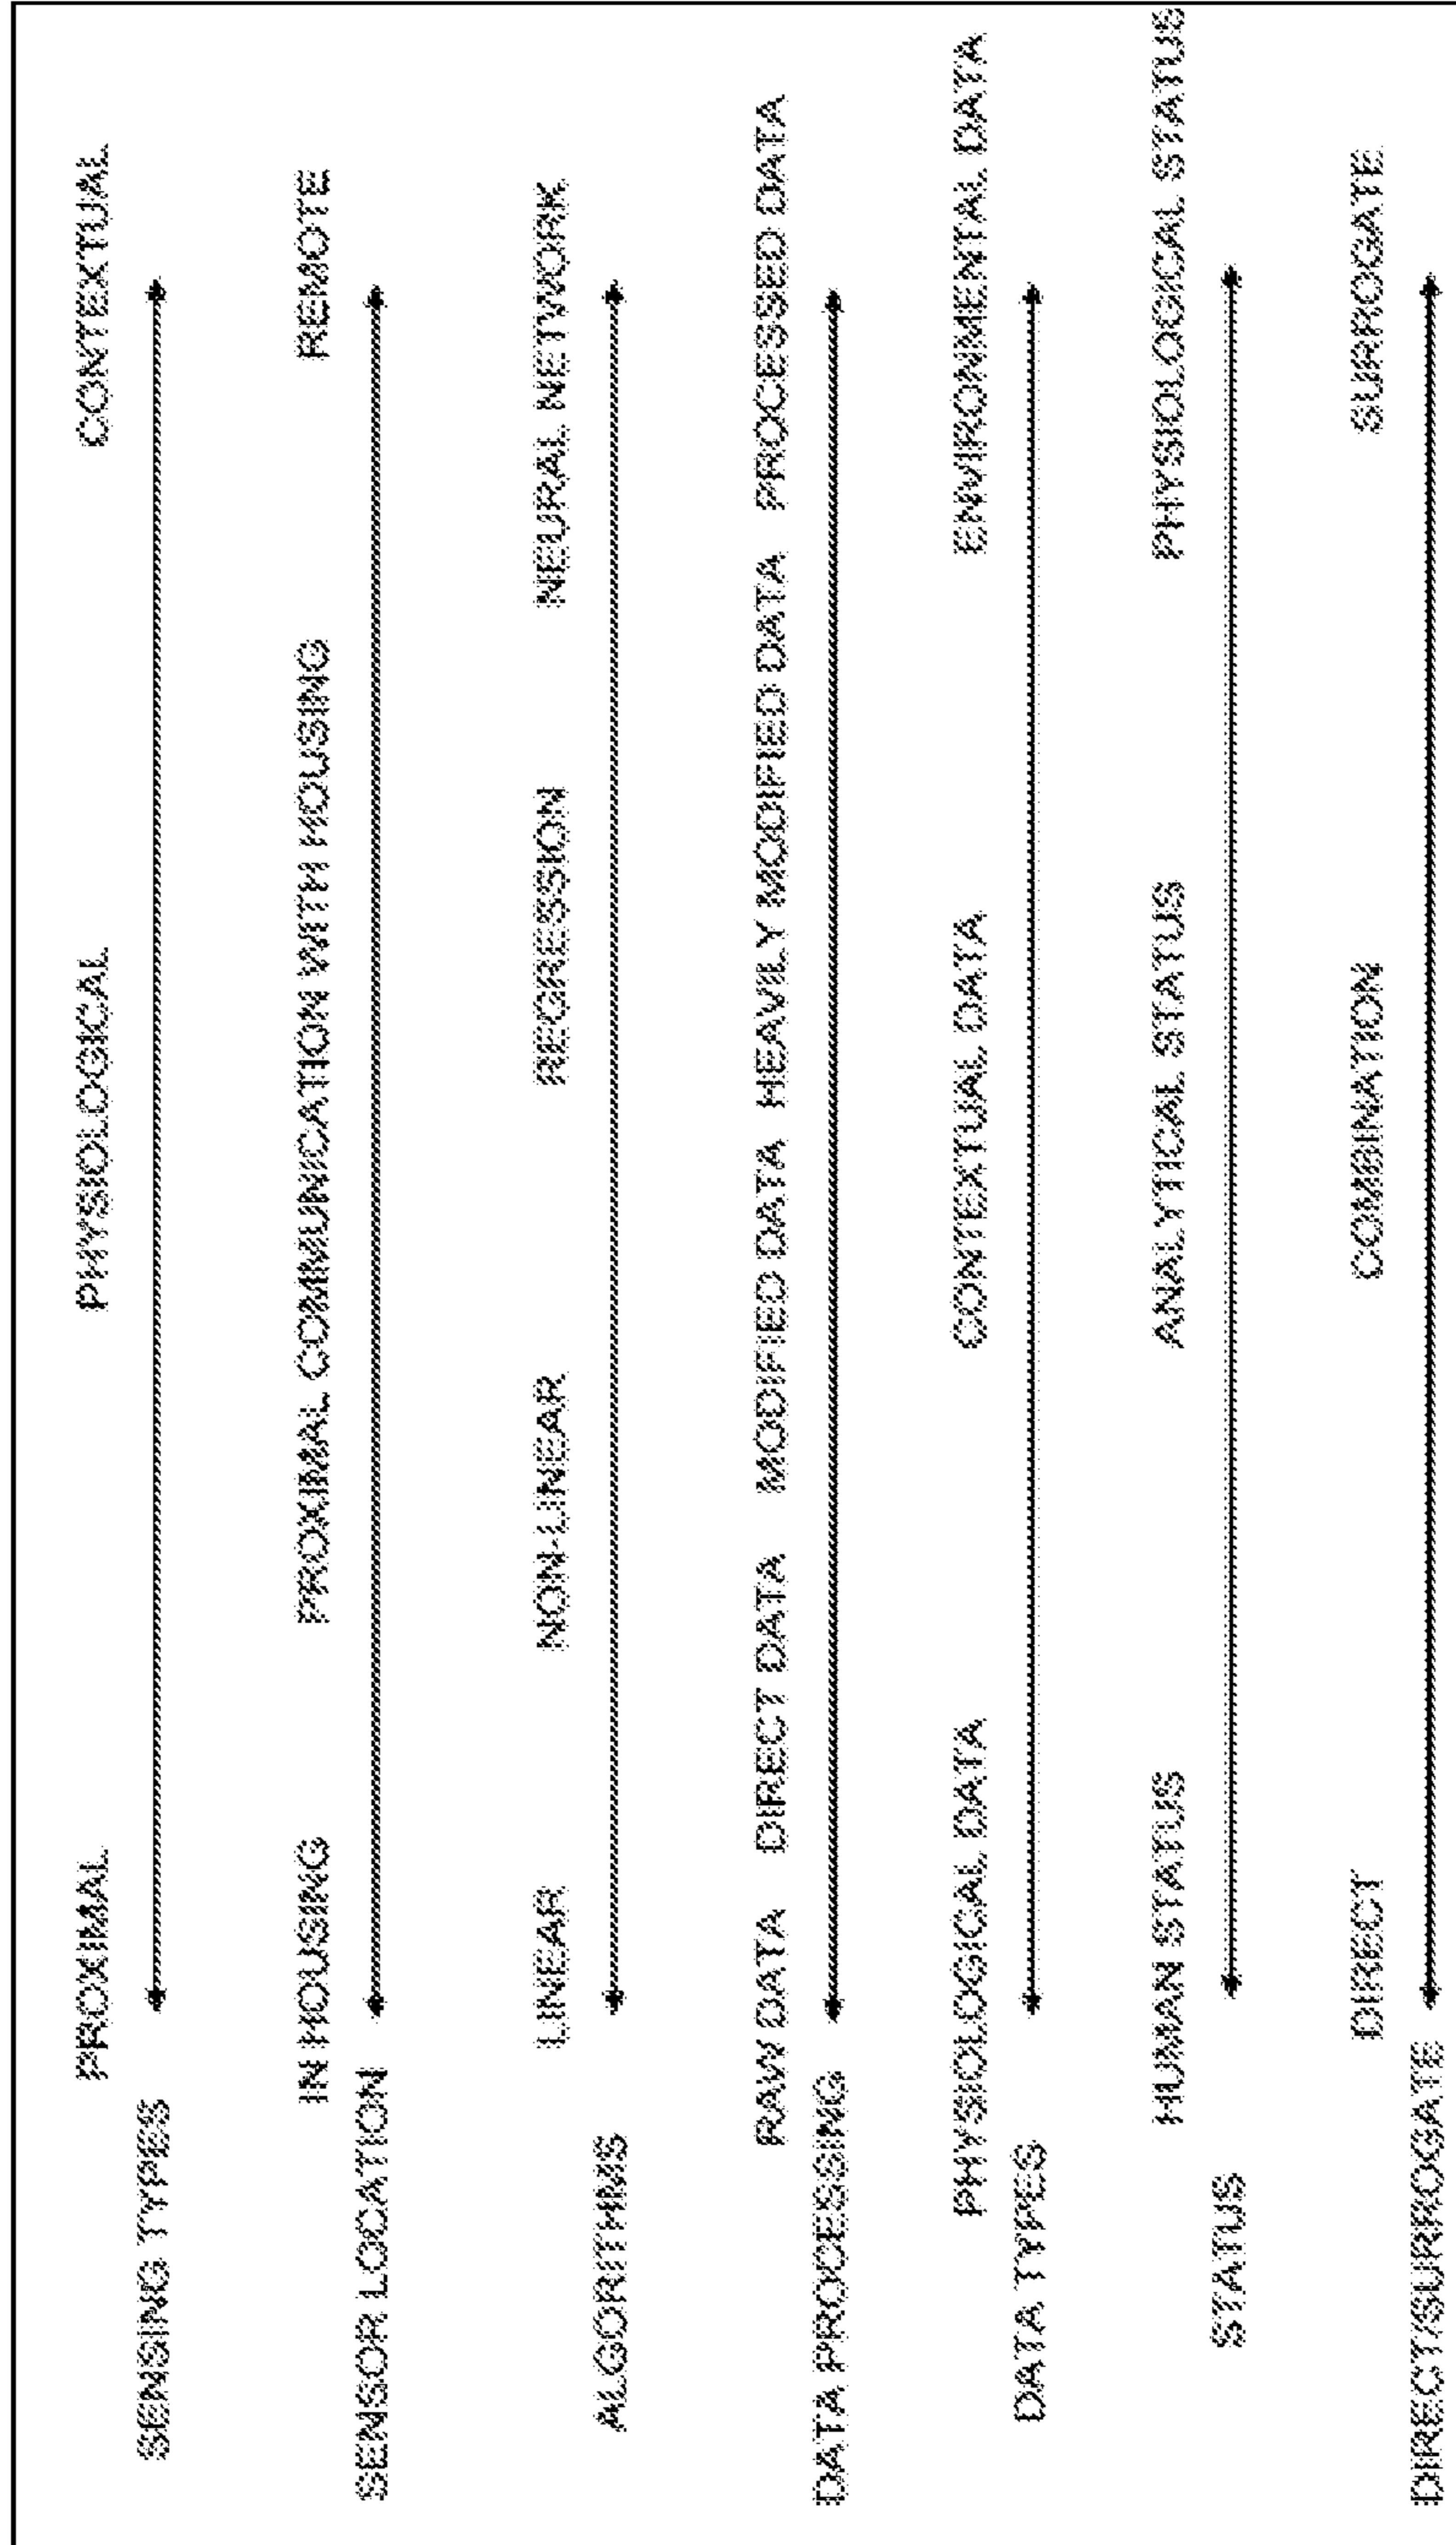 PROXIMAL PHYSIOLOGICAL CONTEXTUAL
SENSING TYPES
IN HOUSING PROXIMAL COMMUNICATION WITH HOUSING REMOTE
SENSOR LOCATION
LINEAR NON-LINEAR REGRESSION NEURAL NETWORK
ALGORITHMS
RAW DATA DIRECT DATA MODIFIED DATA HEAVILY MODIFIED DATA PROCESSED DATA
DATA PROCESSING
PHYSIOLOGICAL DATA CONTEXTUAL DATA ENVIRONMENTAL DATA
DATA TYPES
HUMAN STATUS ANALYTICAL STATUS PHYSIOLOGICAL STATUS
STATUS
DIRECT COMBINATION SURROGATE
DIRECT/SURROGATE